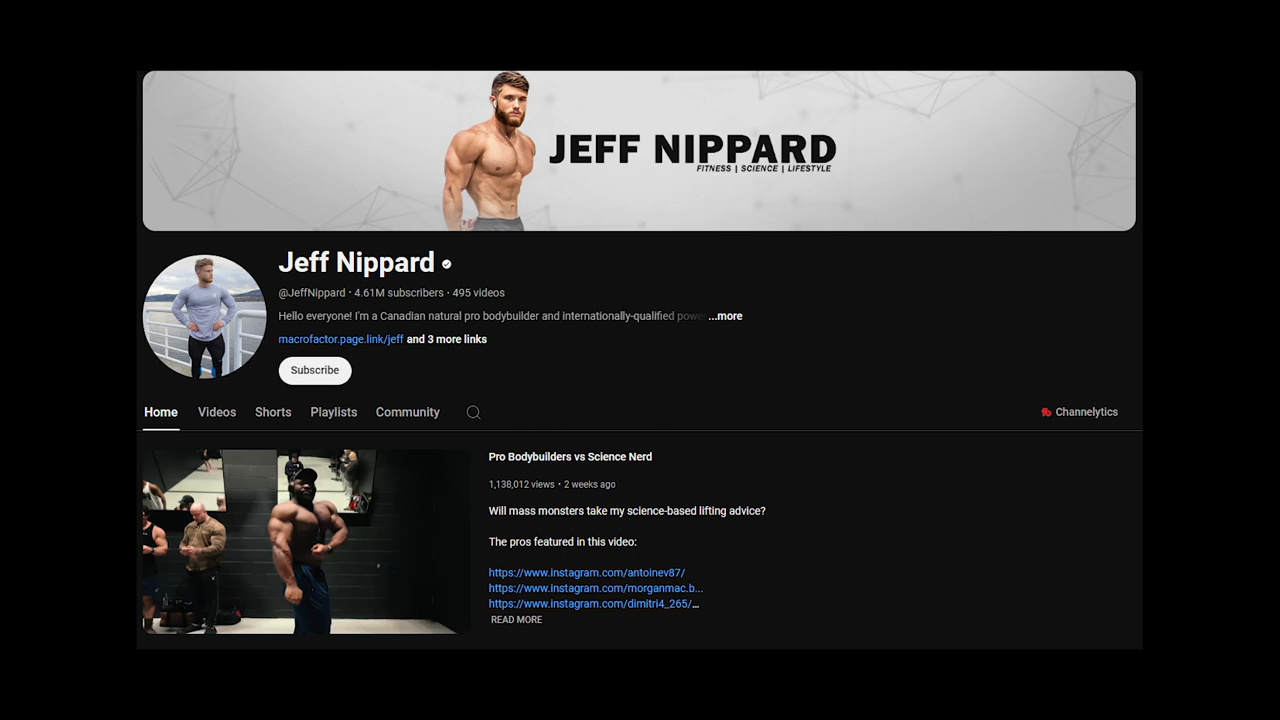 JEFF NIPPARD
FITNESS | SCIENCE | LIFESTYLE
Jeff Nippard
@JeffNippard · 4.61M subscribers · 495 videos
Hello everyone! I'm a Canadian natural pro bodybuilder and internationally-qualified power ...more
macrofactor.page.link/jeff and 3 more links
Subscribe
Home Videos Shorts Playlists Community
Channelytics
Pro Bodybuilders vs Science Nerd
1,138,012 views · 2 weeks ago
Will mass monsters take my science-based lifting advice?
The pros featured in this video:
https://www.instagram.com/antoinev87/
https://www.instagram.com/morganmac.b...
https://www.instagram.com/dimitri4_265/...
READ MORE